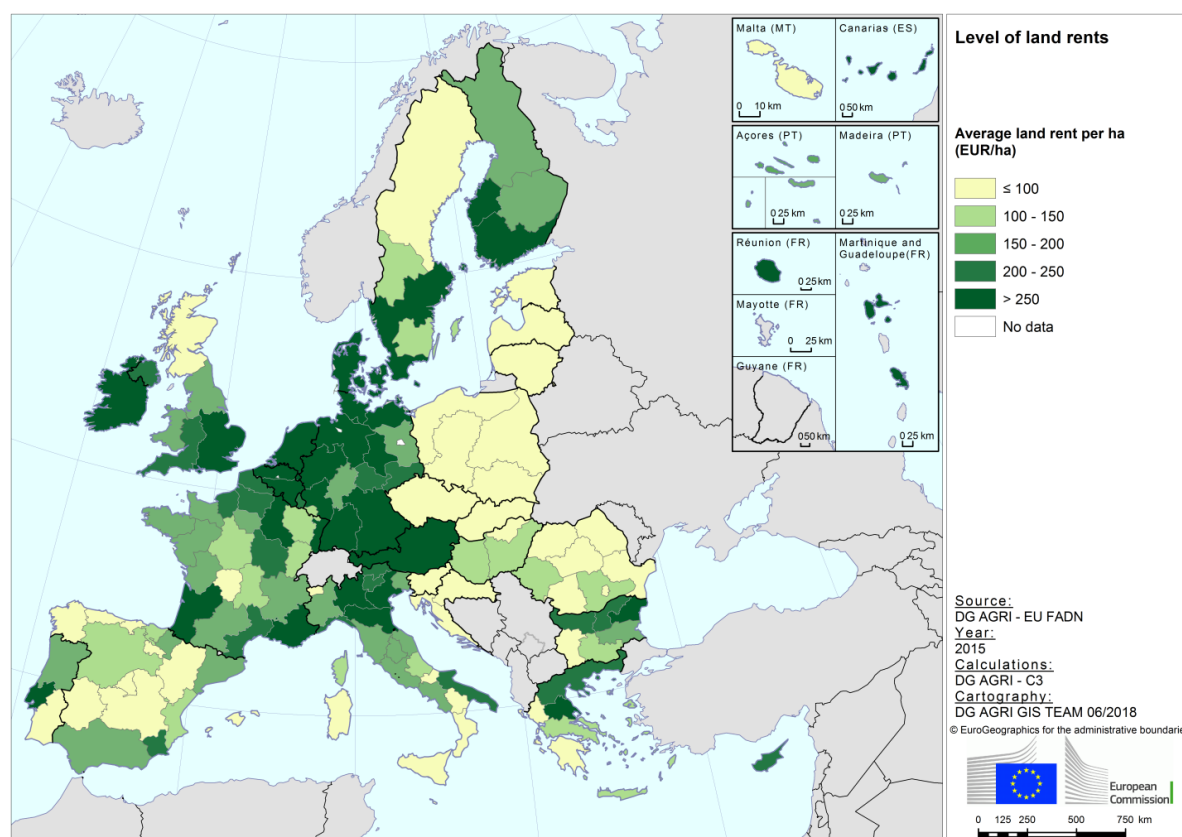 Malta (MT)
0 10 km
Canarias (ES)
0 50 km
Açores (PT)
0 25 km
Madeira (PT)
0 25 km
Réunion (FR)
0 25 km
Martinique and
Guadeloupe(FR)
0 25 km
Mayotte (FR)
0 25 km
Guyane (FR)
0 50 km
Level of land rents
Average land rent per ha
(EUR/ha)
≤ 100
100 - 150
150 - 200
200 - 250
> 250
No data
Source:
DG AGRI - EU FADN
Year:
2015
Calculations:
DG AGRI - C3
Cartography:
DG AGRI GIS TEAM 06/2018
© EuroGeographics for the administrative boundarie
European
Commission
0 125 250 500 750 km